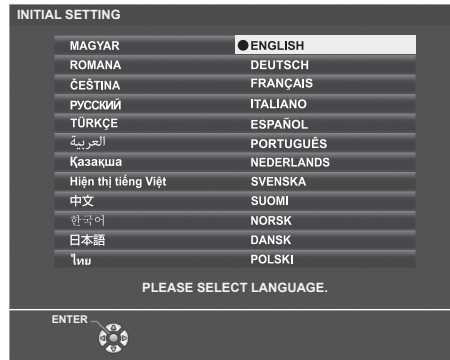 INITIAL SETTING
MAGYAR ENGLISH
ROMANA DEUTSCH
ČEŠTINA FRANÇAIS
РУССКИЙ ITALIANO
TÜRKÇE ESPAÑOL
العربية PORTUGUÊS
Қазақша NEDERLANDS
Hiện thị tiếng Việt SVENSKA
中文 SUOMI
한국어 NORSK
日本語 DANSK
ไทย POLSKI
PLEASE SELECT LANGUAGE.
ENTER